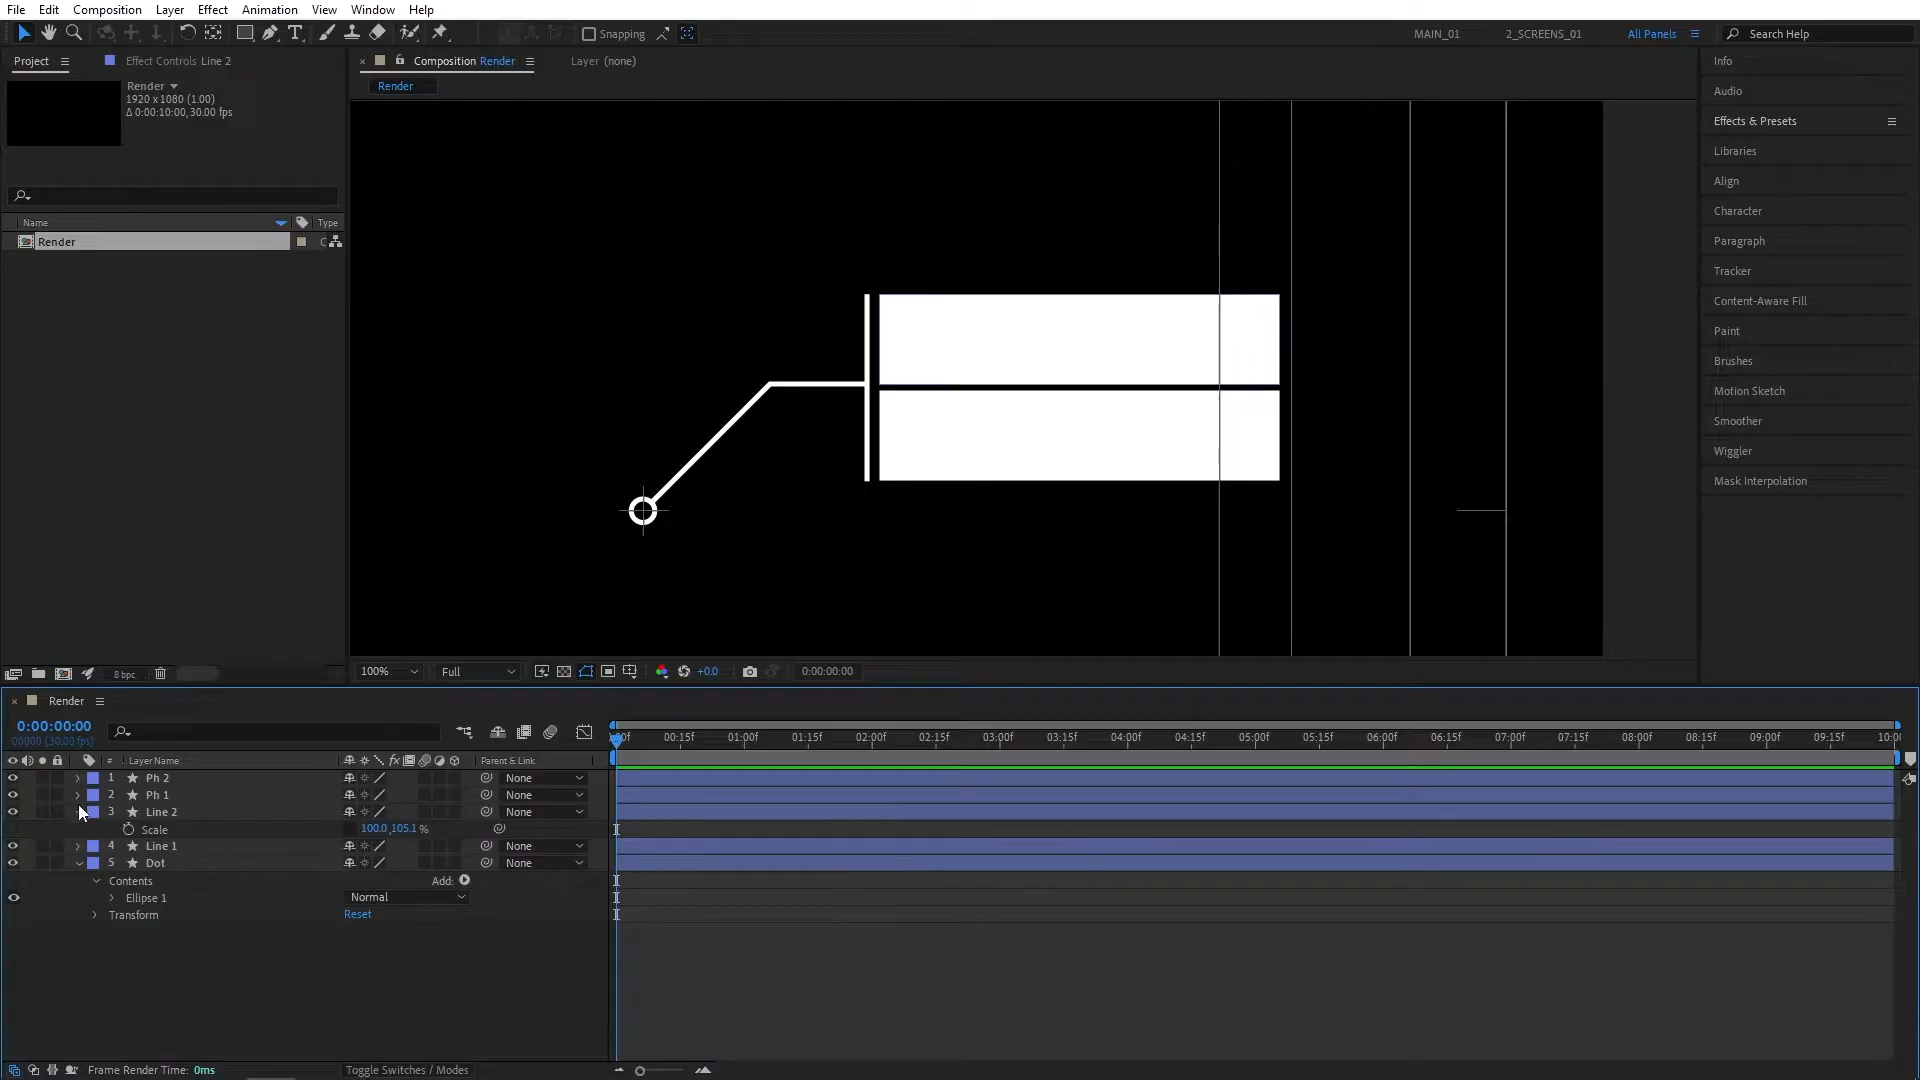 File Edit Composition Layer Effect Animation View Window Help
Snapping
MAIN_01 2_SCREENS_01 All Panels Search Help
Project Effect Controls Line 2
Composition Render Layer (none)
Render
1920 x 1080 (1.00)
Δ 0:00:10:00, 30.00 fps
Render
Name Type
Render C
Info
Audio
Effects & Presets
Libraries
Align
Character
Paragraph
Tracker
Content-Aware Fill
Paint
Brushes
Motion Sketch
Smoother
Wiggler
Mask Interpolation
8 bpc
100% Full +0.0 0:00:00:00
Render
0:00:00:00
00000 (30.00 fps)
00:15f 01:00f 01:15f 02:00f 02:15f 03:00f 03:15f 04:00f 04:15f 05:00f 05:15f 06:00f 06:15f 07:00f 07:15f 08:00f 08:15f 09:00f 09:15f 10:0
# Layer Name fx Parent & Link
1 Ph 2 None
2 Ph 1 None
3 Line 2 None
Scale 100.0,105.1 %
4 Line 1 None
5 Dot None
Contents Add:
Ellipse 1 Normal
Transform Reset
Frame Render Time: 0ms Toggle Switches / Modes